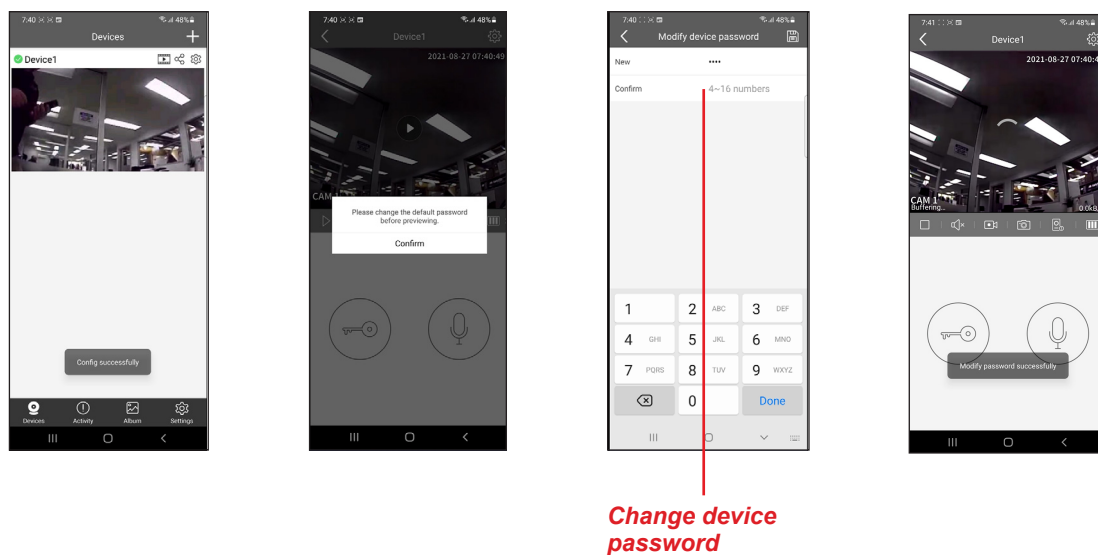 7:40
48%
Devices
Device1
Config successfully
Devices Activity Album Settings
7:40
48%
Device1
2021-08-27 07:40:49
CAM
Please change the default password
before previewing.
Confirm
7:40
48%
Modify device password
New ••••
Confirm 4~16 numbers
1 2 ABC 3 DEF
4 GHI 5 JKL 6 MNO
7 PQRS 8 TUV 9 WXYZ
0 Done
Change device
password
7:41
48%
Device1
2021-08-27 07:40:4
CAM 1
Buffering...
0.0kB
Modify password successfully